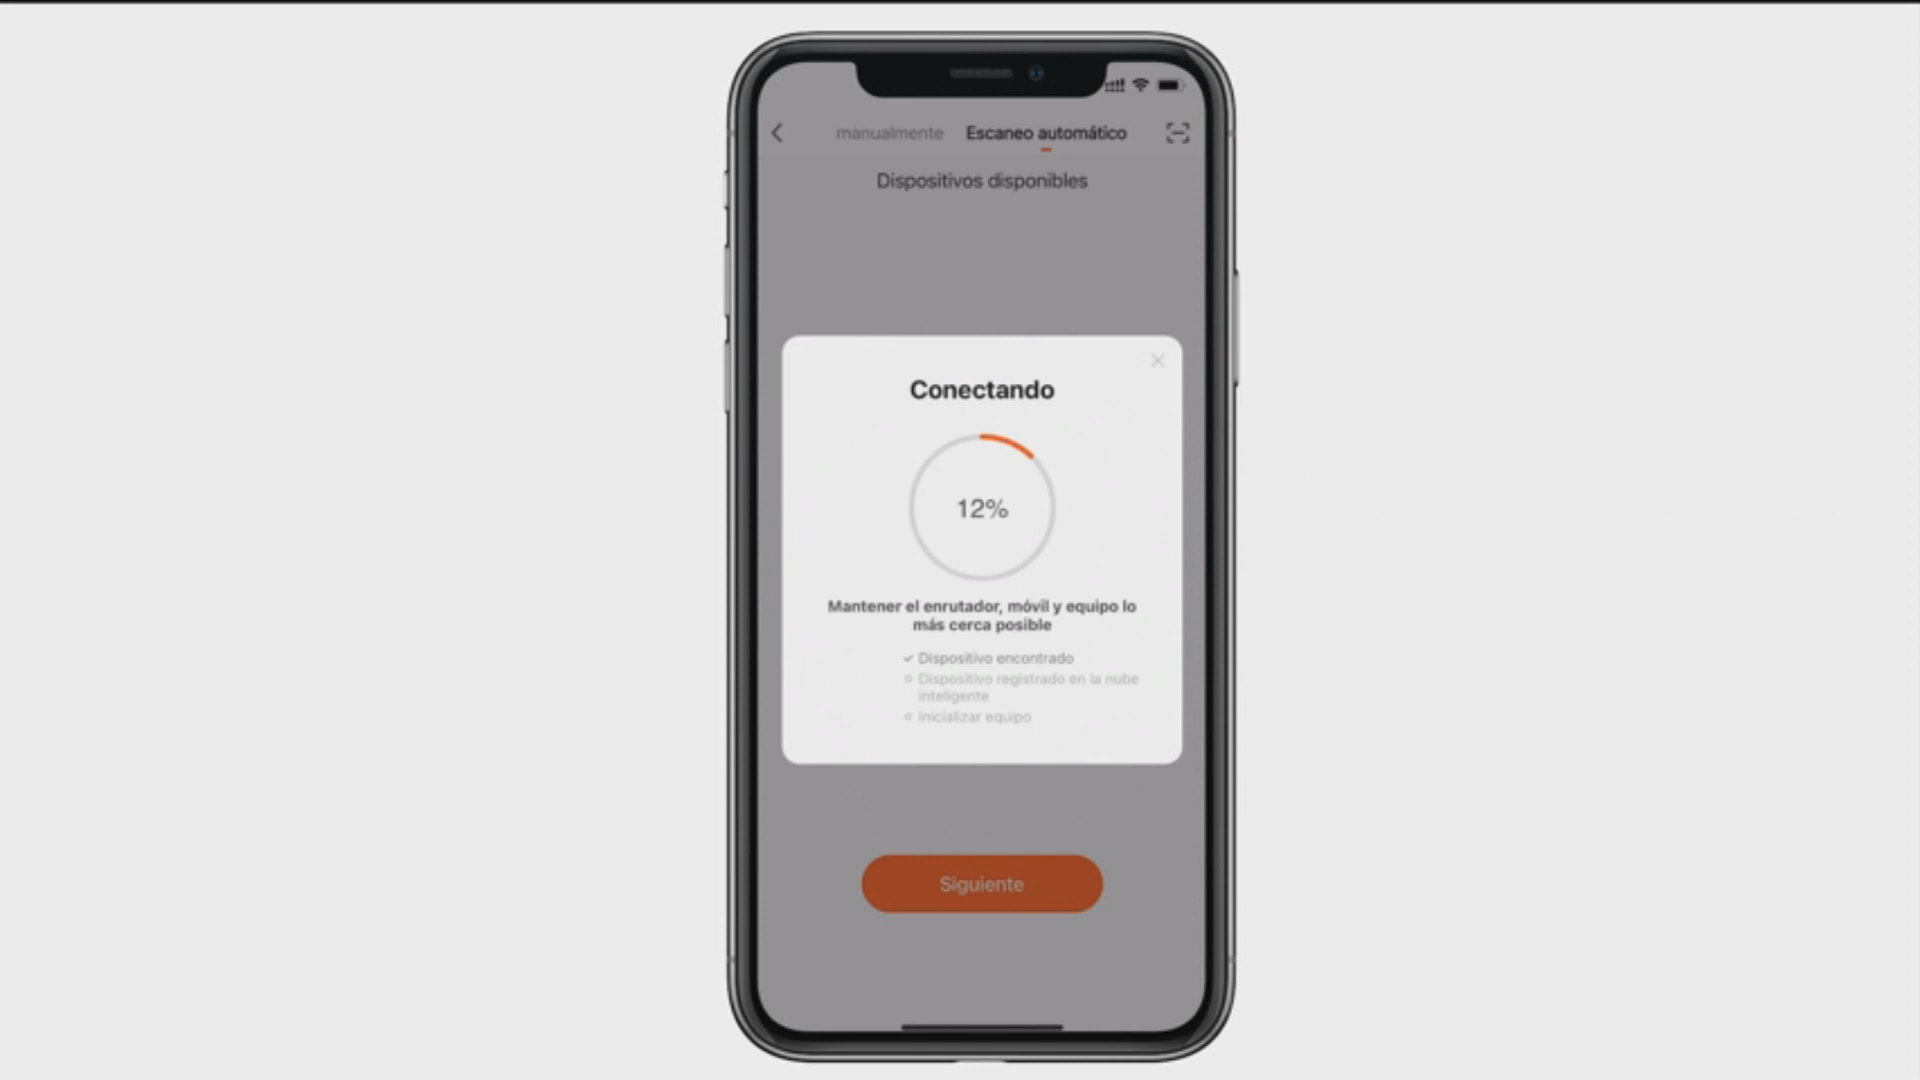 manualmente Escaneo automático
Dispositivos disponibles
Conectando
12%
Mantener el enrutador, móvil y equipo lo
más cerca posible
Dispositivo encontrado
Dispositivo registrado en la nube
inteligente
Inicializar equipo
Siguiente